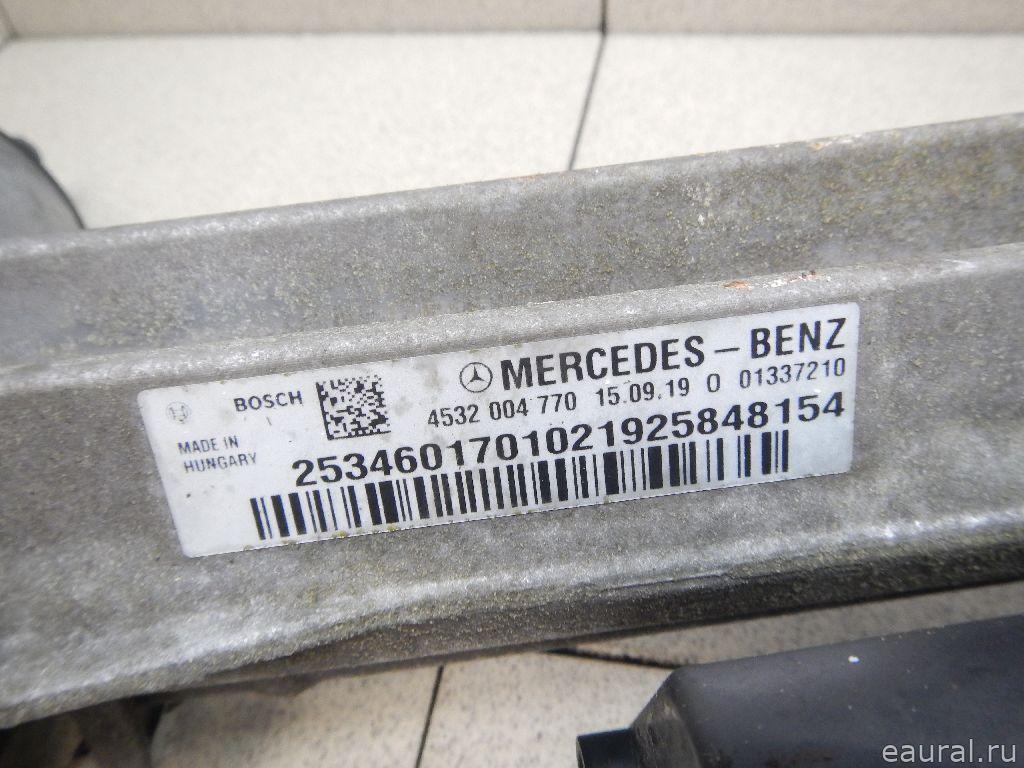 MERCEDES – BENZ
BOSCH
4532 004 770 15.09.19 0 01337210
MADE IN
HUNGARY
2534601701021925848154
eaural.ru